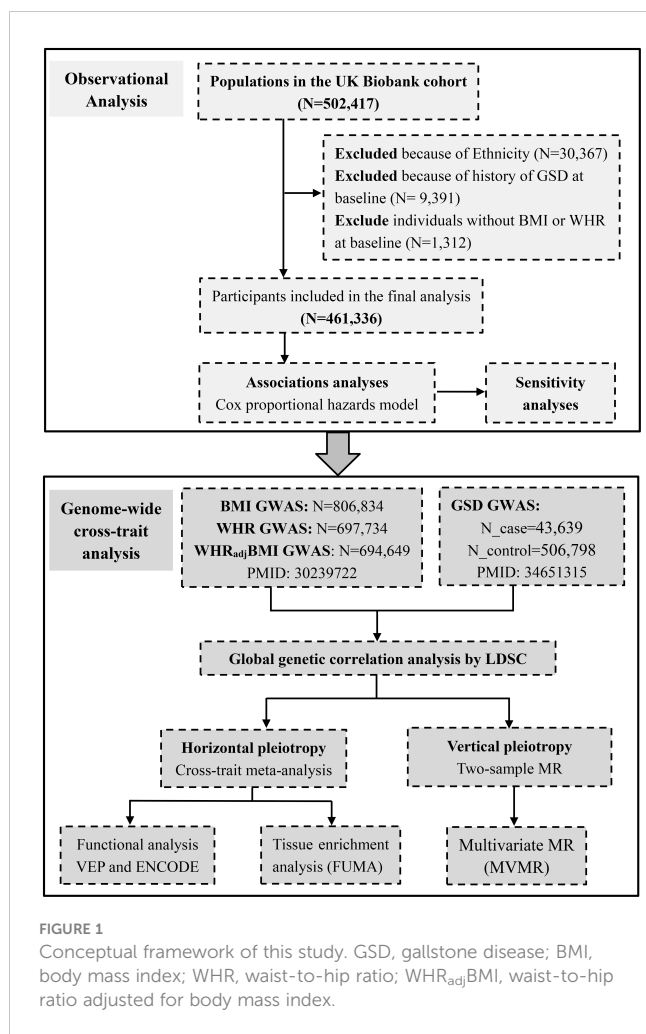 Observational
Analysis
Populations in the UK Biobank cohort
(N=502,417)
Excluded because of Ethnicity (N=30,367)
Excluded because of history of GSD at
baseline (N= 9,391)
Exclude individuals without BMI or WHR
at baseline (N=1,312)
Participants included in the final analysis
(N=461,336)
Associations analyses
Cox proportional hazards model
Sensitivity
analyses
Genome-wide
cross-trait
analysis
BMI GWAS: N=806,834
WHR GWAS: N=697,734
WHRadjBMI GWAS: N=694,649
PMID: 30239722
GSD GWAS:
N_case=43,639
N_control=506,798
PMID: 34651315
Global genetic correlation analysis by LDSC
Horizontal pleiotropy
Cross-trait meta-analysis
Vertical pleiotropy
Two-sample MR
Functional analysis
VEP and ENCODE
Tissue enrichment
analysis (FUMA)
Multivariate MR
(MVMR)
FIGURE 1
Conceptual framework of this study. GSD, gallstone disease; BMI,
body mass index; WHR, waist-to-hip ratio; WHRadjBMI, waist-to-hip
ratio adjusted for body mass index.